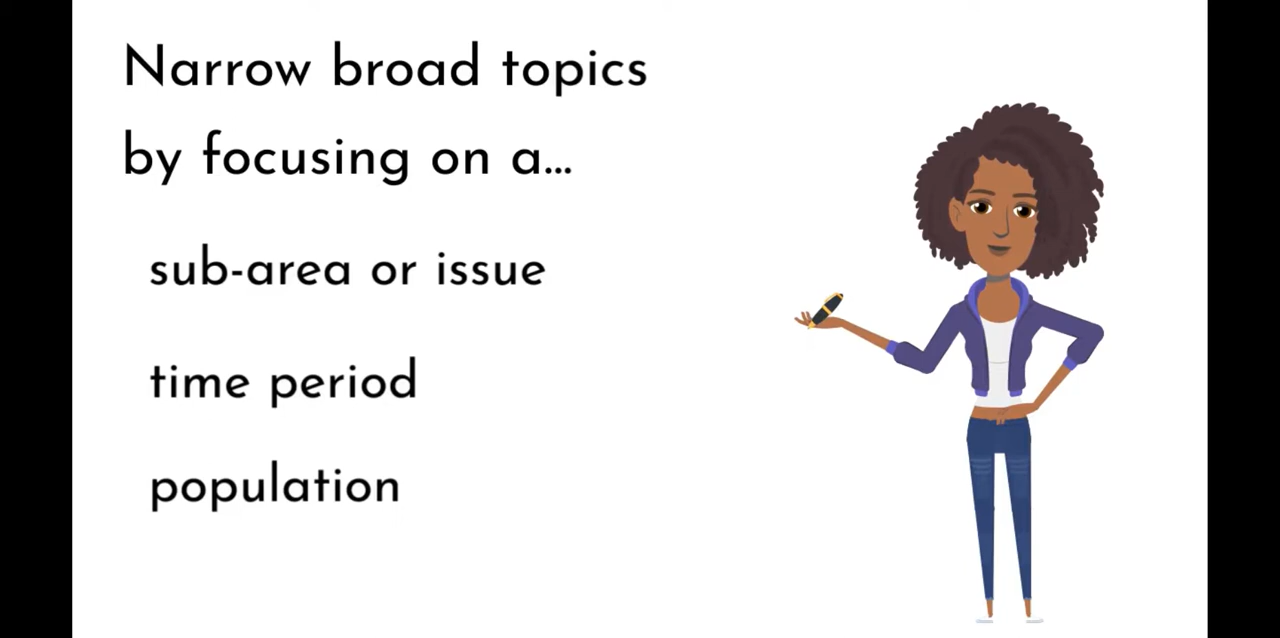 Narrow broad topics
by focusing on a...
sub-area or issue
time period
population